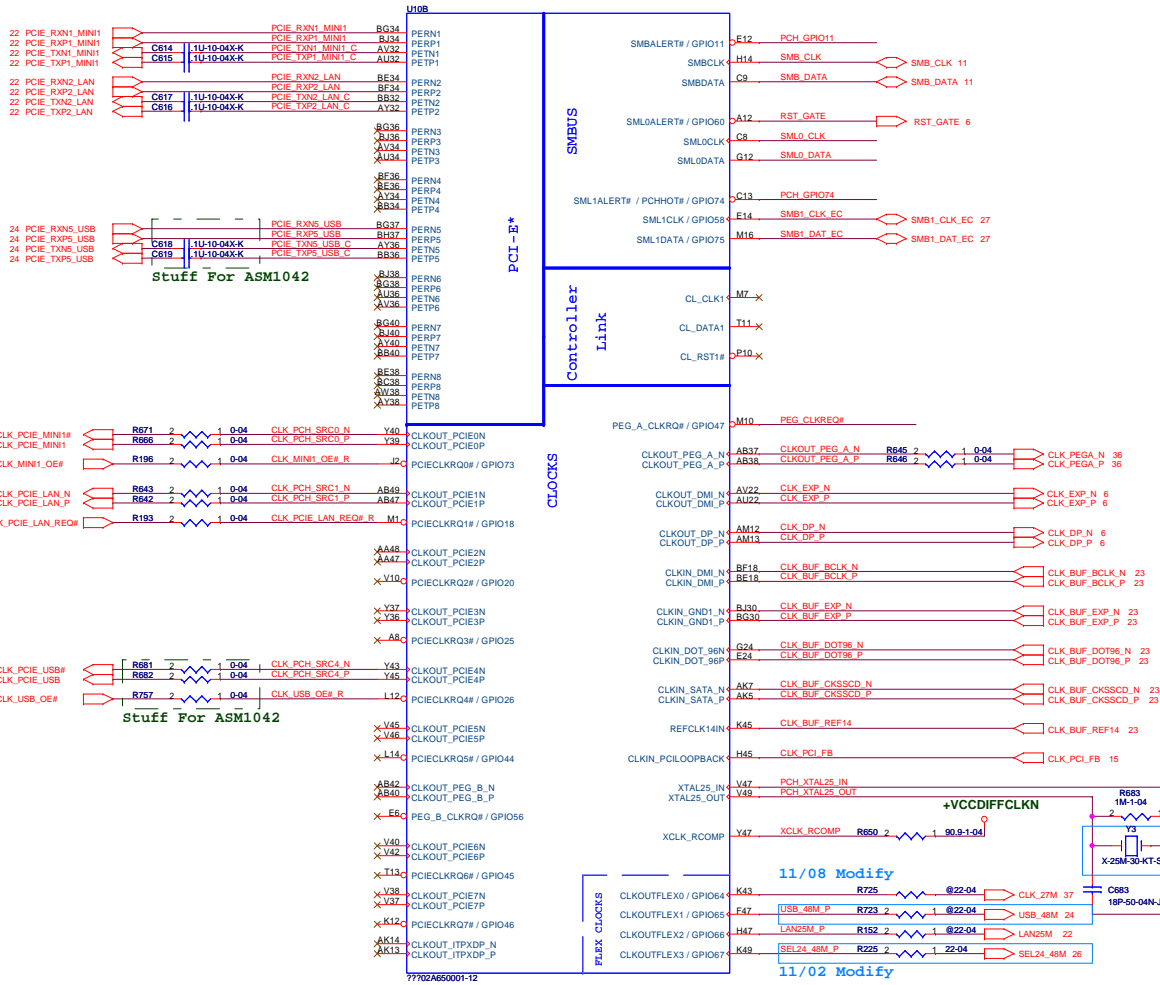 U10B
22 PCIE_RXN1_MINI1 PCIE_RXN1_MINI1 BG34 PERN1
22 PCIE_RXP1_MINI1 PCIE_RXP1_MINI1 BJ34 PERP1
22 PCIE_TXN1_MINI1 C614 .1U-10-04X-K PCIE_TXN1_MINI1_C AV32 PETN1
22 PCIE_TXP1_MINI1 C615 .1U-10-04X-K PCIE_TXP1_MINI1_C AU32 PETP1
22 PCIE_RXN2_LAN PCIE_RXN2_LAN BE34 PERN2
22 PCIE_RXP2_LAN PCIE_RXP2_LAN BF34 PERP2
22 PCIE_TXN2_LAN C617 .1U-10-04X-K PCIE_TXN2_LAN_C BB32 PETN2
22 PCIE_TXP2_LAN C616 .1U-10-04X-K PCIE_TXP2_LAN_C AY32 PETP2
BG36 PERN3
BJ36 PERP3
AV34 PETN3
AU34 PETP3
BF36 PERN4
BE36 PERP4
AY34 PETN4
BB34 PETP4
24 PCIE_RXN5_USB PCIE_RXN5_USB BG37 PERN5
24 PCIE_RXP5_USB PCIE_RXP5_USB BH37 PERP5
24 PCIE_TXN5_USB C618 .1U-10-04X-K PCIE_TXN5_USB_C AY36 PETN5
24 PCIE_TXP5_USB C619 .1U-10-04X-K PCIE_TXP5_USB_C BB36 PETP5
Stuff For ASM1042
BJ38 PERN6
BG38 PERP6
AU36 PETN6
AV36 PETP6
BG40 PERN7
BJ40 PERP7
AY40 PETN7
BB40 PETP7
BE38 PERN8
BC38 PERP8
AW38 PETN8
AY38 PETP8
PCI-E*
SMBUS
SMBALERT# / GPIO11 E12 PCH_GPIO11
SMBCLK H14 SMB_CLK SMB_CLK 11
SMBDATA C9 SMB_DATA SMB_DATA 11
SML0ALERT# / GPIO60 A12 RST_GATE RST_GATE 6
SML0CLK C8 SML0_CLK
SML0DATA G12 SML0_DATA
SML1ALERT# / PCHHOT# / GPIO74 C13 PCH_GPIO74
SML1CLK / GPIO58 E14 SMB1_CLK_EC SMB1_CLK_EC 27
SML1DATA / GPIO75 M16 SMB1_DAT_EC SMB1_DAT_EC 27
Controller
Link
CL_CLK1 M7
CL_DATA1 T11
CL_RST1# P10
CLOCKS
CLK_PCIE_MINI1# R671 2 1 0-04 CLK_PCH_SRC0_N Y40 CLKOUT_PCIE0N
CLK_PCIE_MINI1 R666 2 1 0-04 CLK_PCH_SRC0_P Y39 CLKOUT_PCIE0P
CLK_MINI1_OE# R196 2 1 0-04 CLK_MINI1_OE#_R J2 PCIECLKRQ0# / GPIO73
CLK_PCIE_LAN_N R643 2 1 0-04 CLK_PCH_SRC1_N AB49 CLKOUT_PCIE1N
CLK_PCIE_LAN_P R642 2 1 0-04 CLK_PCH_SRC1_P AB47 CLKOUT_PCIE1P
K_PCIE_LAN_REQ# R193 2 1 0-04 CLK_PCIE_LAN_REQ#_R M1 PCIECLKRQ1# / GPIO18
AA48 CLKOUT_PCIE2N
AA47 CLKOUT_PCIE2P
V10 PCIECLKRQ2# / GPIO20
Y37 CLKOUT_PCIE3N
Y36 CLKOUT_PCIE3P
A8 PCIECLKRQ3# / GPIO25
CLK_PCIE_USB# R681 2 1 0-04 CLK_PCH_SRC4_N Y43 CLKOUT_PCIE4N
CLK_PCIE_USB R682 2 1 0-04 CLK_PCH_SRC4_P Y45 CLKOUT_PCIE4P
CLK_USB_OE# R757 2 1 0-04 CLK_USB_OE#_R L12 PCIECLKRQ4# / GPIO26
Stuff For ASM1042
V45 CLKOUT_PCIE5N
V46 CLKOUT_PCIE5P
L14 PCIECLKRQ5# / GPIO44
AB42 CLKOUT_PEG_B_N
AB40 CLKOUT_PEG_B_P
E6 PEG_B_CLKRQ# / GPIO56
V40 CLKOUT_PCIE6N
V42 CLKOUT_PCIE6P
T13 PCIECLKRQ6# / GPIO45
V38 CLKOUT_PCIE7N
V37 CLKOUT_PCIE7P
K12 PCIECLKRQ7# / GPIO46
AK14 CLKOUT_ITPXDP_N
AK13 CLKOUT_ITPXDP_P
PEG_A_CLKRQ# / GPIO47 M10 PEG_CLKREQ#
CLKOUT_PEG_A_N AB37 CLKOUT_PEG_A_N R645 2 1 0-04 CLK_PEGA_N 36
CLKOUT_PEG_A_P AB38 CLKOUT_PEG_A_P R646 2 1 0-04 CLK_PEGA_P 36
CLKOUT_DMI_N AV22 CLK_EXP_N CLK_EXP_N 6
CLKOUT_DMI_P AU22 CLK_EXP_P CLK_EXP_P 6
CLKOUT_DP_N AM12 CLK_DP_N CLK_DP_N 6
CLKOUT_DP_P AM13 CLK_DP_P CLK_DP_P 6
CLKIN_DMI_N BF18 CLK_BUF_BCLK_N CLK_BUF_BCLK_N 23
CLKIN_DMI_P BE18 CLK_BUF_BCLK_P CLK_BUF_BCLK_P 23
CLKIN_GND1_N BJ30 CLK_BUF_EXP_N CLK_BUF_EXP_N 23
CLKIN_GND1_P BG30 CLK_BUF_EXP_P CLK_BUF_EXP_P 23
CLKIN_DOT_96N G24 CLK_BUF_DOT96_N CLK_BUF_DOT96_N 23
CLKIN_DOT_96P E24 CLK_BUF_DOT96_P CLK_BUF_DOT96_P 23
CLKIN_SATA_N AK7 CLK_BUF_CKSSCD_N CLK_BUF_CKSSCD_N 23
CLKIN_SATA_P AK5 CLK_BUF_CKSSCD_P CLK_BUF_CKSSCD_P 23
REFCLK14IN K45 CLK_BUF_REF14 CLK_BUF_REF14 23
CLKIN_PCILOOPBACK H45 CLK_PCI_FB CLK_PCI_FB 15
XTAL25_IN V47 PCH_XTAL25_IN
XTAL25_OUT V49 PCH_XTAL25_OUT
R683
1M-1-04
2
Y3
X-25M-30-KT-S
C683
18P-50-04N-J
+VCCDIFFCLKN
XCLK_RCOMP Y47 XCLK_RCOMP R650 2 1 90.9-1-04
11/08 Modify
FLEX CLOCKS
CLKOUTFLEX0 / GPIO64 K43 R725 2 1 @22-04 CLK_27M 37
CLKOUTFLEX1 / GPIO65 F47 USB_48M_P R723 2 1 @22-04 USB_48M 24
CLKOUTFLEX2 / GPIO66 H47 LAN25M_P R152 2 1 @22-04 LAN25M 22
CLKOUTFLEX3 / GPIO67 K49 SEL24_48M_P R225 2 1 22-04 SEL24_48M 26
11/02 Modify
???02A650001-12